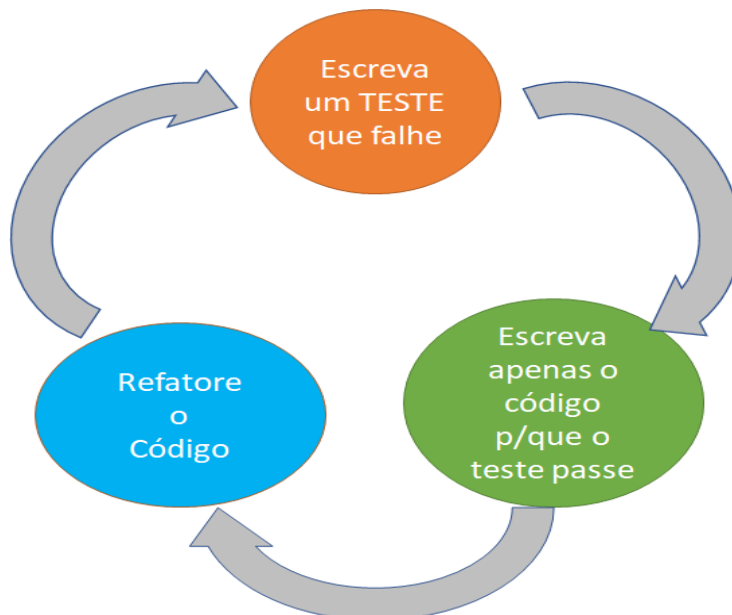 Escreva
um TESTE
que falhe
Escreva
apenas o
código
p/que o
teste passe
Refatore
o
Código